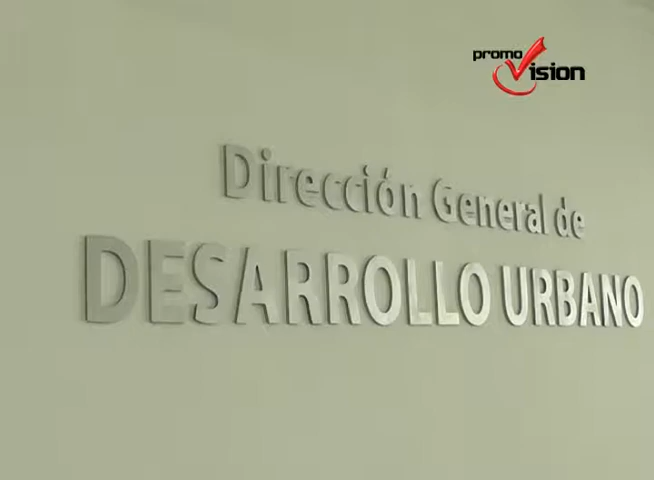 promo
Vision
Dirección General de
DESARROLLO URBANO